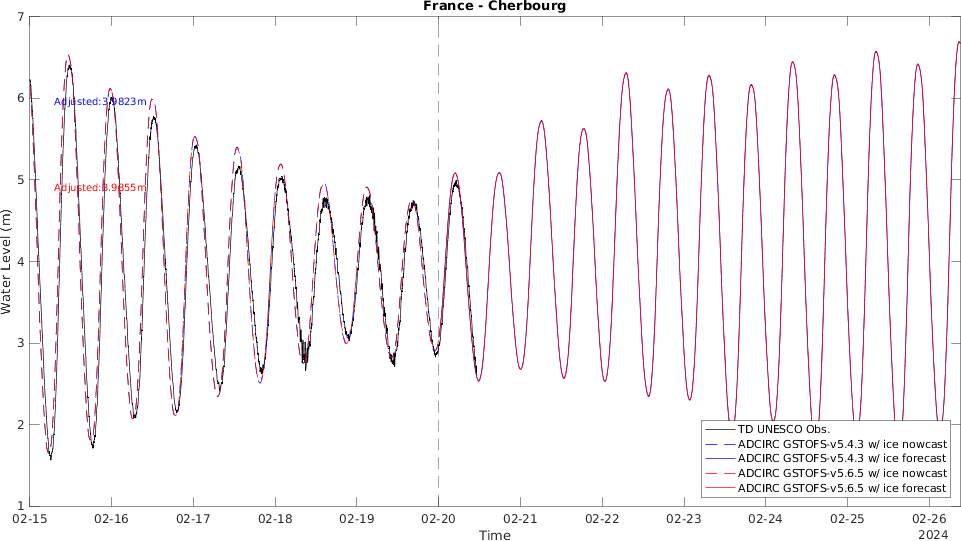 France - Cherbourg
7
6
5
4
3
2
1
Water Level (m)
Adjusted:3.9823m
Adjusted:3.9855m
TD UNESCO Obs.
ADCIRC GSTOFS-v5.4.3 w/ ice nowcast
ADCIRC GSTOFS-v5.4.3 w/ ice forecast
ADCIRC GSTOFS-v5.6.5 w/ ice nowcast
ADCIRC GSTOFS-v5.6.5 w/ ice forecast
02-15 02-16 02-17 02-18 02-19 02-20 02-21 02-22 02-23 02-24 02-25 02-26
Time
2024